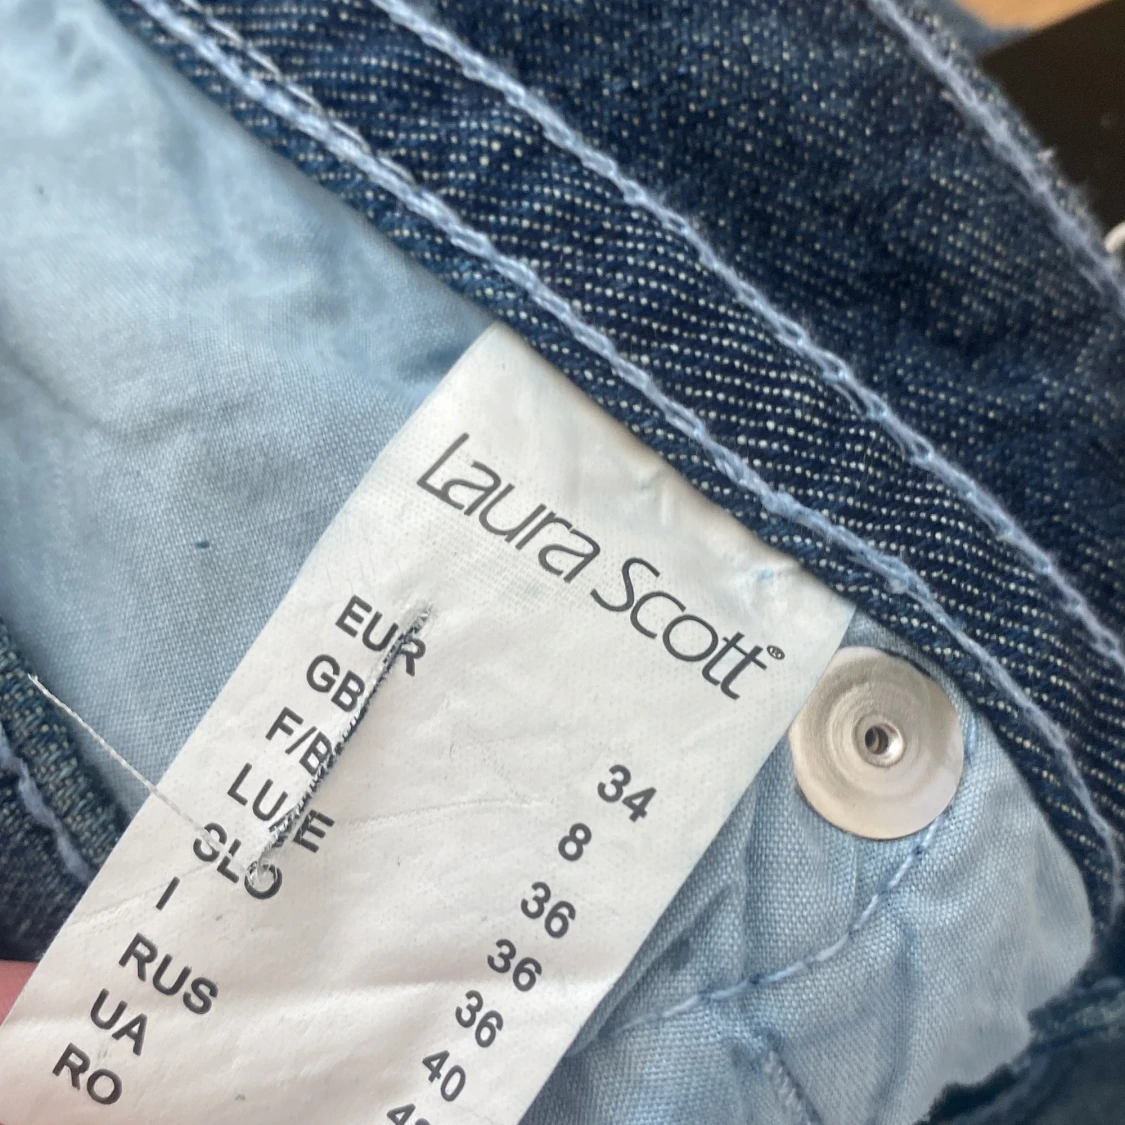 Laura Scott®
EUR 34
GB 8
F/B 36
LU/E 36
SLO 36
I 40
RUS
UA
RO